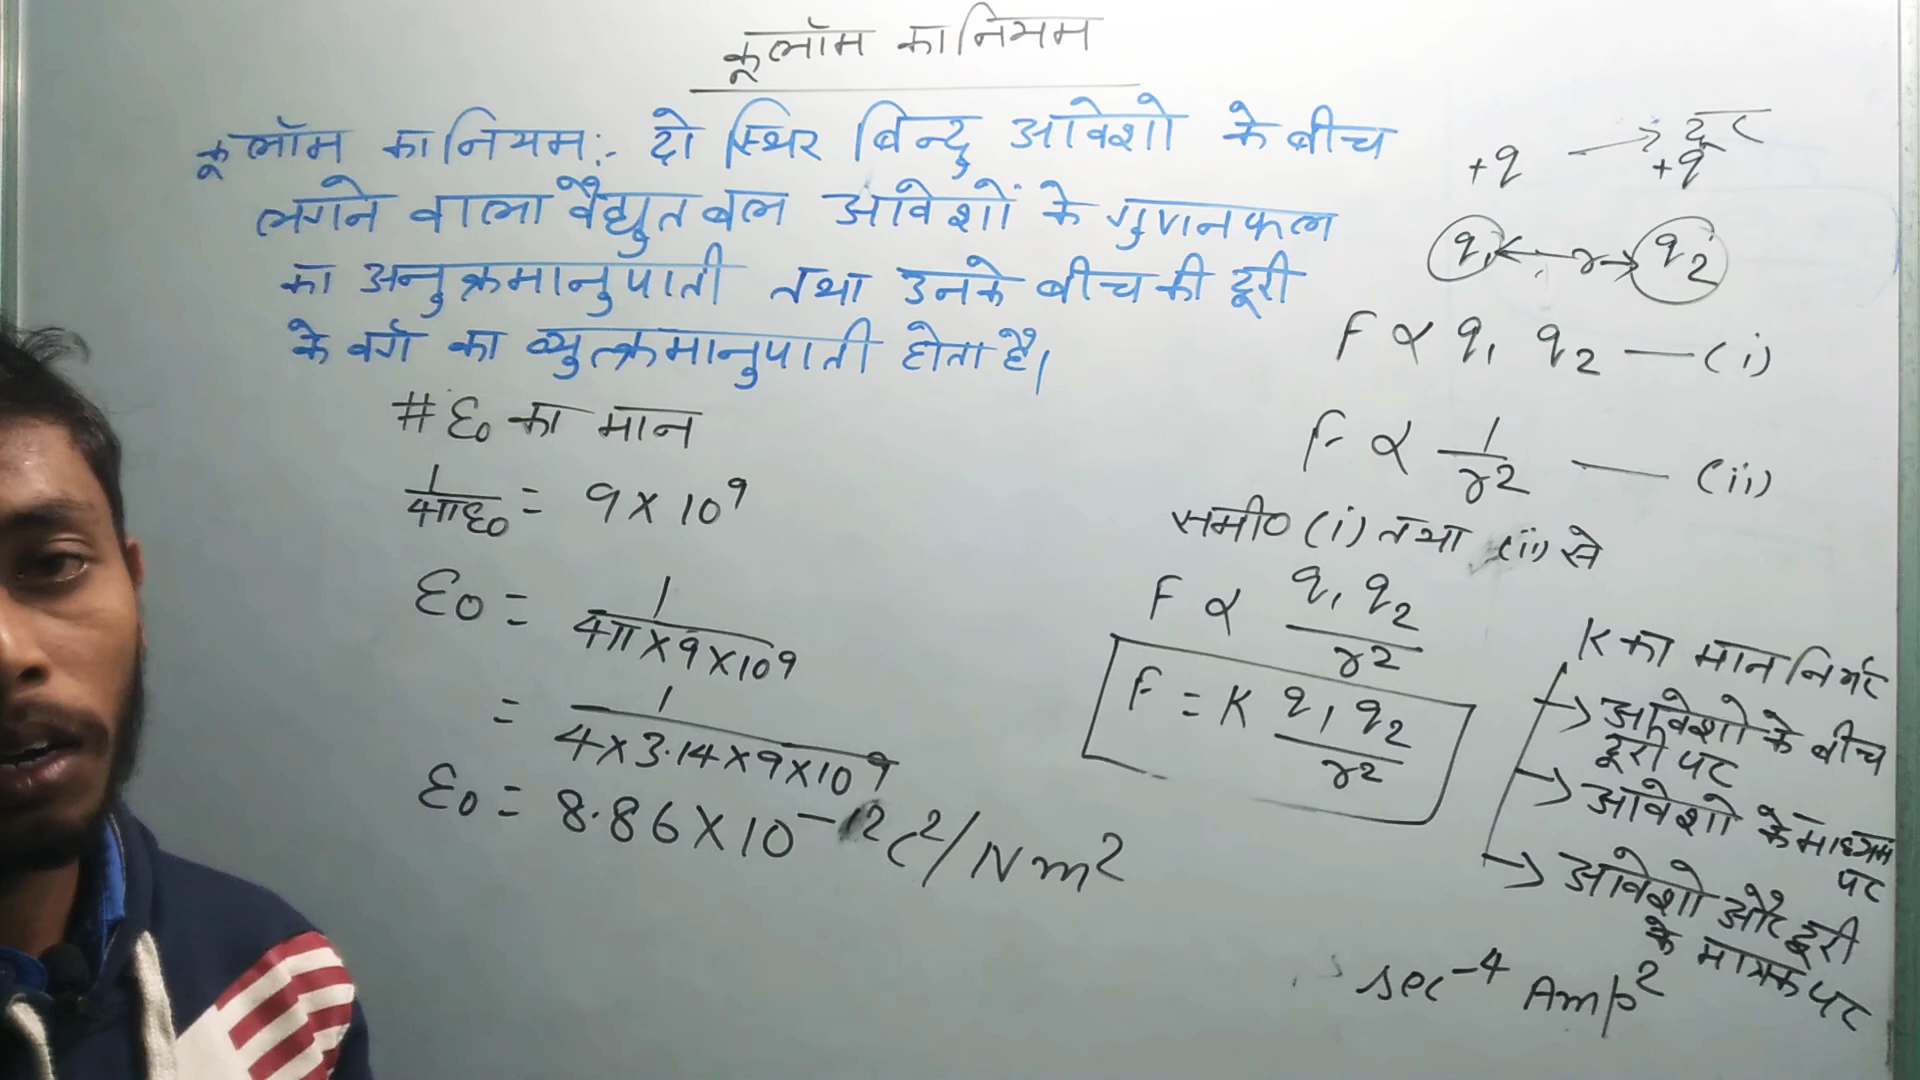 कूलॉम का नियम
कूलॉम का नियम:- दो स्थिर बिन्दु आवेशो के बीच
लगने वाला वैद्युत बल आवेशों के गुणनफल
का अनुक्रमानुपाती तथा उनके बीच की दूरी
के वर्ग का व्युत्क्रमानुपाती होता है।
# ε₀ का मान
1/4πε₀ = 9 × 10⁹
ε₀ = 1/4π × 9 × 10⁹
= 1/4 × 3.14 × 9 × 10⁹
ε₀ = 8.86 × 10⁻¹² C²/Nm²
→ दूर
+q +q
q₁ ← r → q₂
F ∝ q₁ q₂ — (i)
F ∝ 1/r² — (ii)
समी० (i) तथा (ii) से
F ∝ q₁ q₂/r²
F = K q₁ q₂/r²
K का मान निर्भर
→ आवेशो के बीच
दूरी पर
→ आवेशो के माध्यम
पर
→ आवेशो और दूरी
के मात्रक पर
sec⁻⁴ Amp²